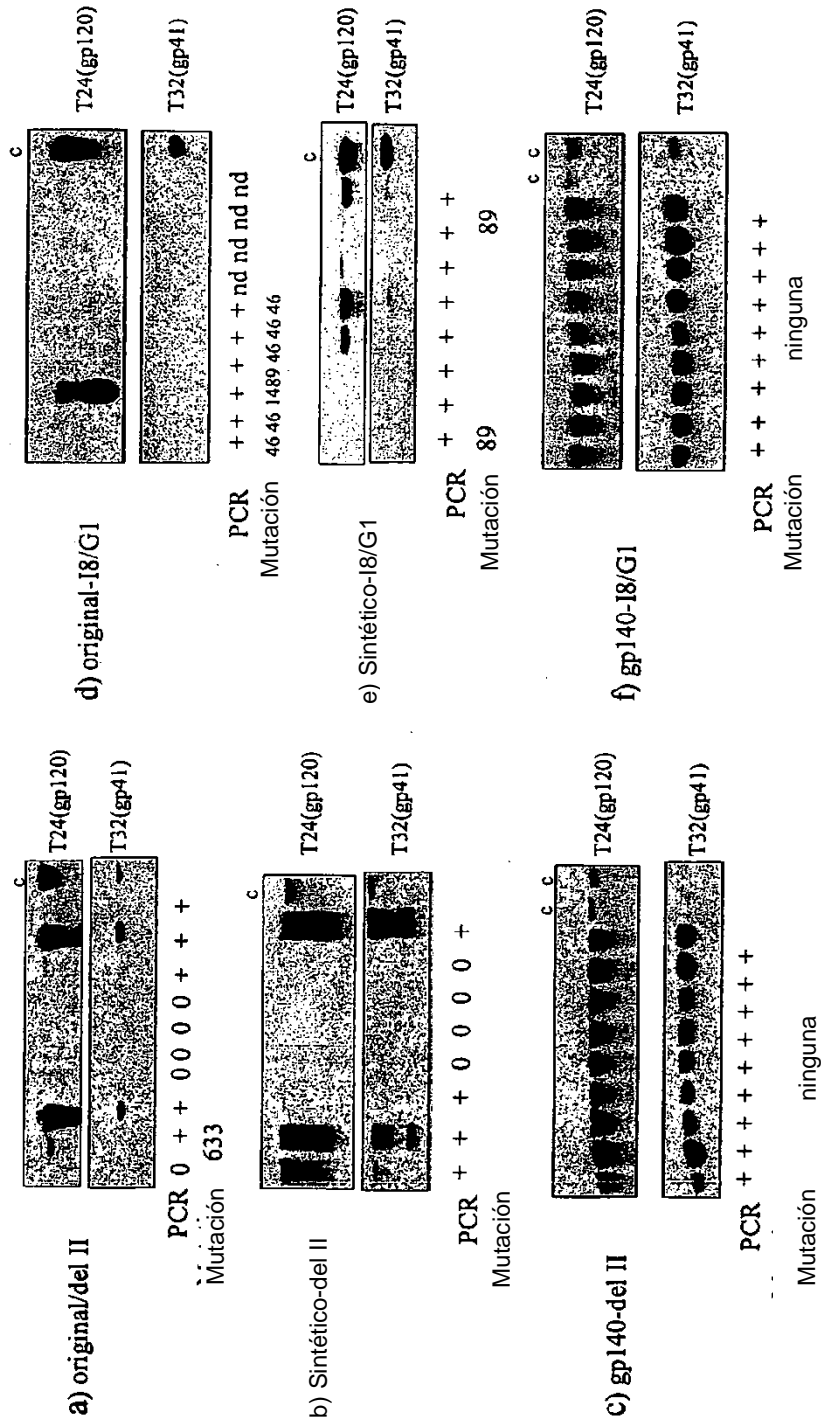 a) original/del II
c
T24(gp120)
T32(gp41)
PCR 0 + + 0 0 0 0 + + +
Mutación 633
b) Sintético-del II
c
T24(gp120)
T32(gp41)
PCR + + + 0 0 0 0 +
Mutación
c) gp140-del II
c c
T24(gp120)
T32(gp41)
PCR + + + + + + + + +
Mutación ninguna
d) original-I8/G1
c
T24(gp120)
T32(gp41)
PCR + + + + + + nd nd nd nd
Mutación 46 46 1489 46 46 46
e) Sintético-I8/G1
c
T24(gp120)
T32(gp41)
PCR + + + + + + + + +
Mutación 89 89
f) gp140-I8/G1
c c
T24(gp120)
T32(gp41)
PCR + + + + + + + + +
Mutación ninguna